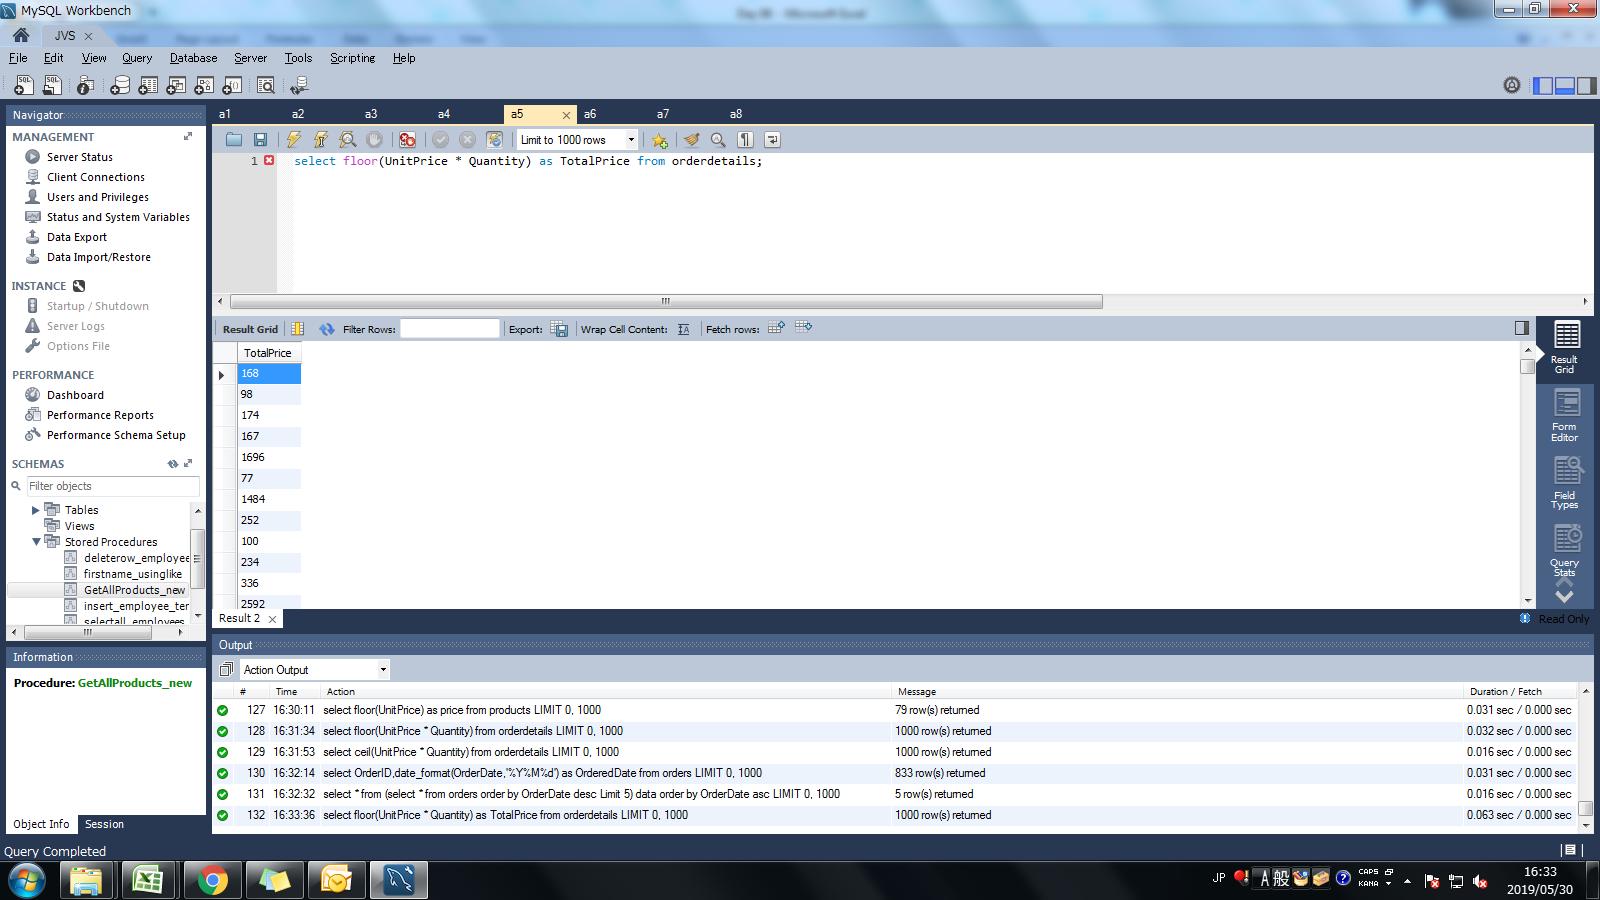 MySQL Workbench
JVS
File Edit View Query Database Server Tools Scripting Help
Navigator
MANAGEMENT
Server Status
Client Connections
Users and Privileges
Status and System Variables
Data Export
Data Import/Restore
INSTANCE
Startup / Shutdown
Server Logs
Options File
PERFORMANCE
Dashboard
Performance Reports
Performance Schema Setup
SCHEMAS
Filter objects
Tables
Views
Stored Procedures
deleterow_employee
firstname_usinglike
GetAllProducts_new
insert_employee_ter
selectall_employees
Information
Procedure: GetAllProducts_new
Object Info Session
a1 a2 a3 a4 a5 a6 a7 a8
Limit to 1000 rows
1 select floor(UnitPrice * Quantity) as TotalPrice from orderdetails;
Result Grid Filter Rows: Export: Wrap Cell Content: Fetch rows:
TotalPrice
168
98
174
167
1696
77
1484
252
100
234
336
2592
Result Grid
Form Editor
Field Types
Query Stats
Result 2
Read Only
Output
Action Output
# Time Action Message Duration / Fetch
127 16:30:11 select floor(UnitPrice) as price from products LIMIT 0, 1000 79 row(s) returned 0.031 sec / 0.000 sec
128 16:31:34 select floor(UnitPrice * Quantity) from orderdetails LIMIT 0, 1000 1000 row(s) returned 0.032 sec / 0.000 sec
129 16:31:53 select ceil(UnitPrice * Quantity) from orderdetails LIMIT 0, 1000 1000 row(s) returned 0.016 sec / 0.000 sec
130 16:32:14 select OrderID,date_format(OrderDate,'%Y%M%d') as OrderedDate from orders LIMIT 0, 1000 833 row(s) returned 0.031 sec / 0.000 sec
131 16:32:32 select * from (select * from orders order by OrderDate desc Limit 5) data order by OrderDate asc LIMIT 0, 1000 5 row(s) returned 0.016 sec / 0.000 sec
132 16:33:36 select floor(UnitPrice * Quantity) as TotalPrice from orderdetails LIMIT 0, 1000 1000 row(s) returned 0.063 sec / 0.000 sec
Query Completed
JP A 般 CAPS KANA
16:33
2019/05/30